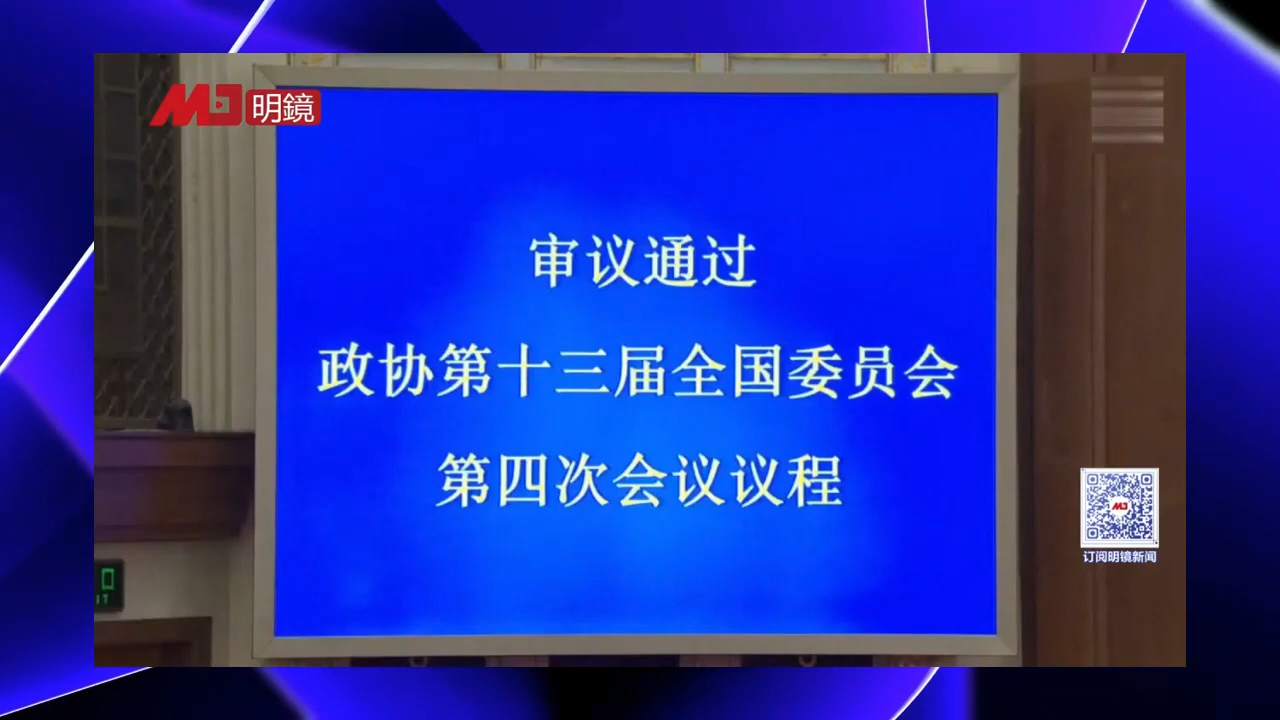 明鏡
审议通过
政协第十三届全国委员会
第四次会议议程
订阅明镜新闻